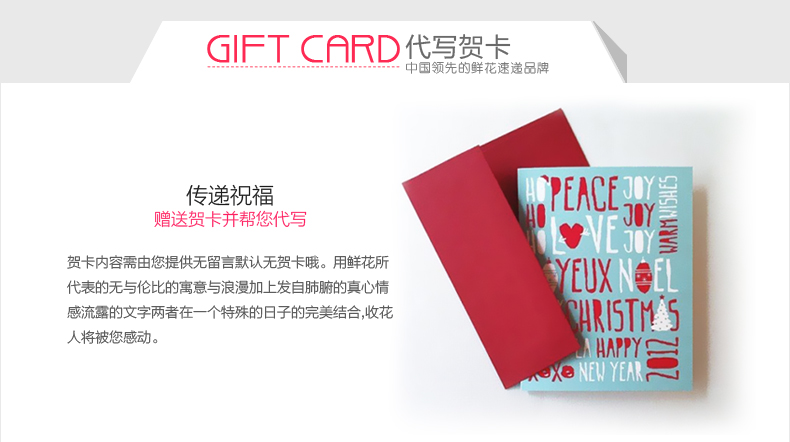 GIFT CARD 代写贺卡
中国领先的鲜花速递品牌
传递祝福
赠送贺卡并帮您代写
贺卡内容需由您提供无留言默认无贺卡哦。用鲜花所
代表的无与伦比的寓意与浪漫加上发自肺腑的真心情
感流露的文字两者在一个特殊的日子的完美结合,收花
人将被您感动。
HO PEACE JOY
HO JOY
HO LOVE JOY
WARM WISHES
YEUX NOEL
CHRISTMAS
HAPPY
2012
XOXO NEW YEAR